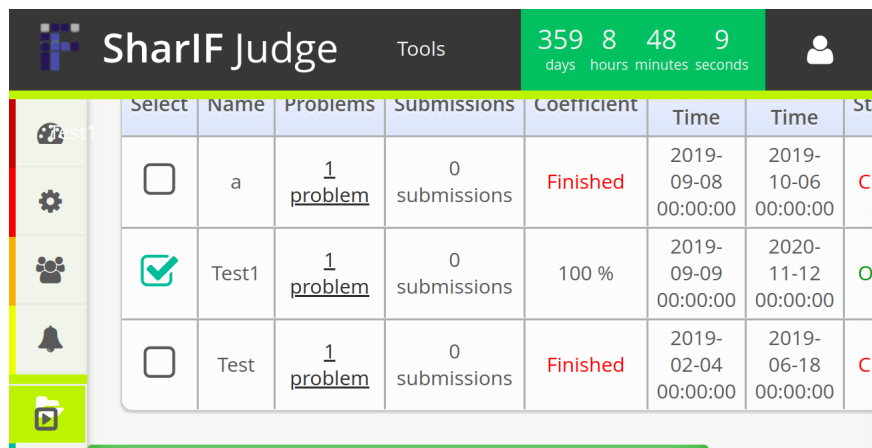 SharIF Judge
Tools
359 8 48 9
days hours minutes seconds
Test1
Select Name Problems Submissions Coefficient Time Time
a
1 problem
0 submissions
Finished
2019-09-08 00:00:00
2019-10-06 00:00:00
Test1
1 problem
0 submissions
100 %
2019-09-09 00:00:00
2020-11-12 00:00:00
Test
1 problem
0 submissions
Finished
2019-02-04 00:00:00
2019-06-18 00:00:00